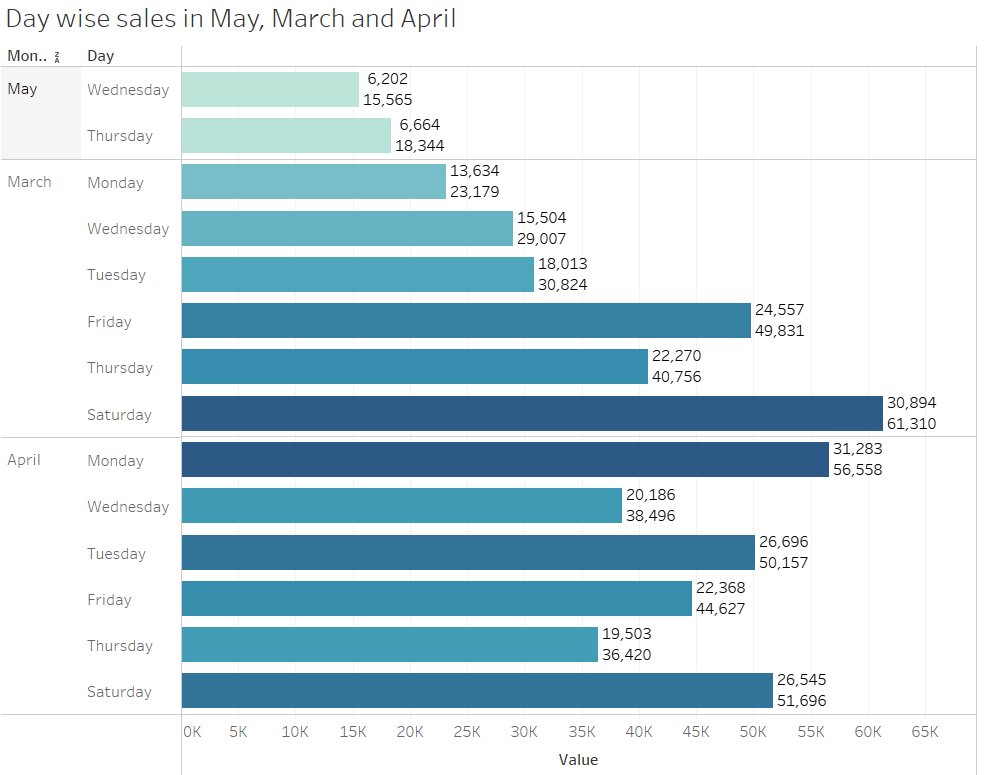 Day wise sales in May, March and April
Mon.. Day
May Wednesday 6,202
15,565
Thursday 6,664
18,344
March Monday 13,634
23,179
Wednesday 15,504
29,007
Tuesday 18,013
30,824
Friday 24,557
49,831
Thursday 22,270
40,756
Saturday 30,894
61,310
April Monday 31,283
56,558
Wednesday 20,186
38,496
Tuesday 26,696
50,157
Friday 22,368
44,627
Thursday 19,503
36,420
Saturday 26,545
51,696
0K 5K 10K 15K 20K 25K 30K 35K 40K 45K 50K 55K 60K 65K
Value